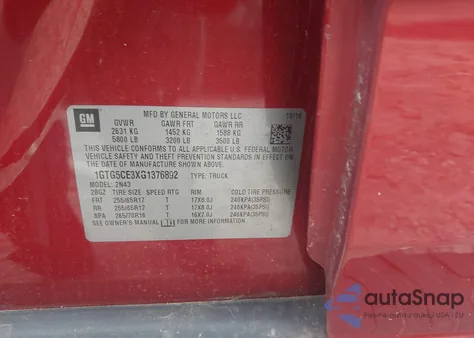 GM
MFD BY GENERAL MOTORS LLC 10/16
GVWR GAWR FRT GAWR RR
2631 KG 1452 KG 1588 KG
5800 LB 3200 LB 3500 LB
THIS VEHICLE CONFORMS TO ALL APPLICABLE U.S. FEDERAL
MOTOR VEHICLE SAFETY AND THEFT PREVENTION STANDARDS
IN EFFECT ON THE DATE OF MANUFACTURE SHOWN ABOVE.
1GTG5CE3XG1376892 TYPE: TRUCK
MODEL: 2N43
2BGZ TIRE SIZE SPEED RTG RIM COLD TIRE PRESSURE
FRT 255/65R17 T 17X8.0J 240KPA(35PSI)
RR 255/65R17 T 17X8.0J 240KPA(35PSI)
SPA 265/70R16 T 16X7.0J 240KPA(35PSI)
SEE OWNER'S MANUAL
autoSnap